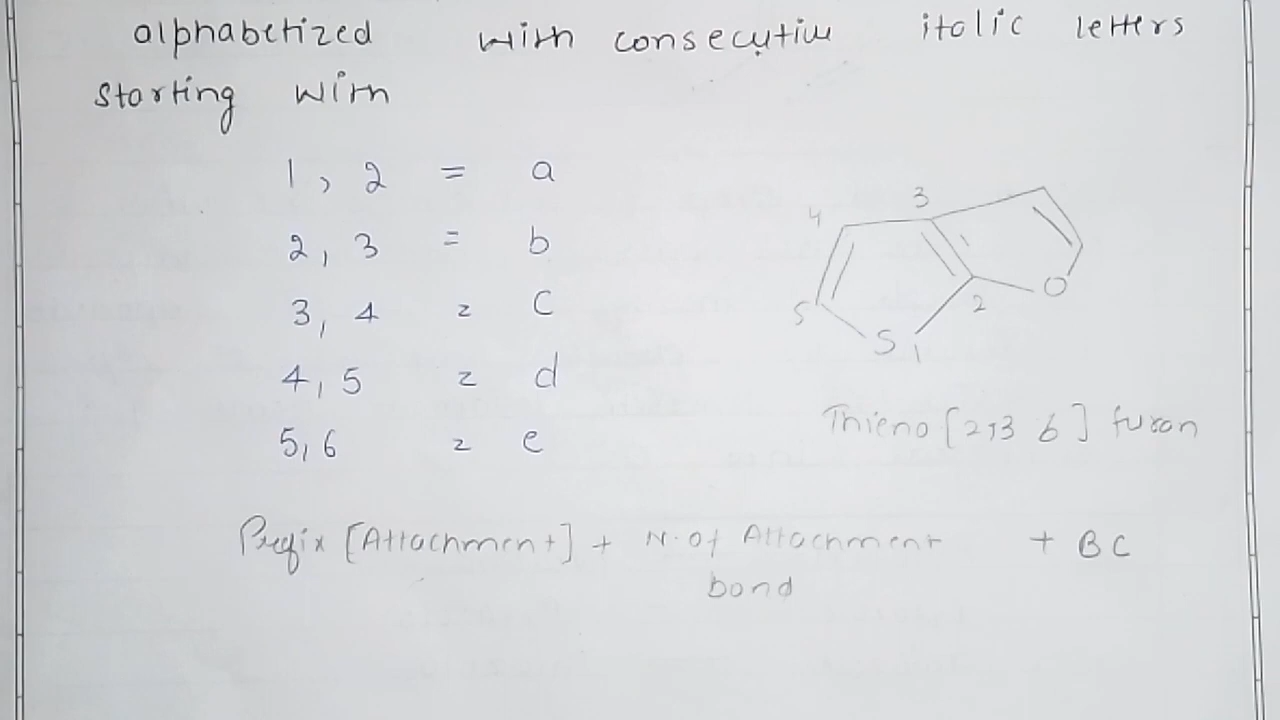 alphabetized with consecutive italic letters
starting with
1, 2 = a
2, 3 = b
3, 4 = C
4, 5 = d
5, 6 = e
3
4
2
O
5
S 1
Thieno [2,3 b] furan
Prefix [Attachment] + N. of Attachment + BC
bond